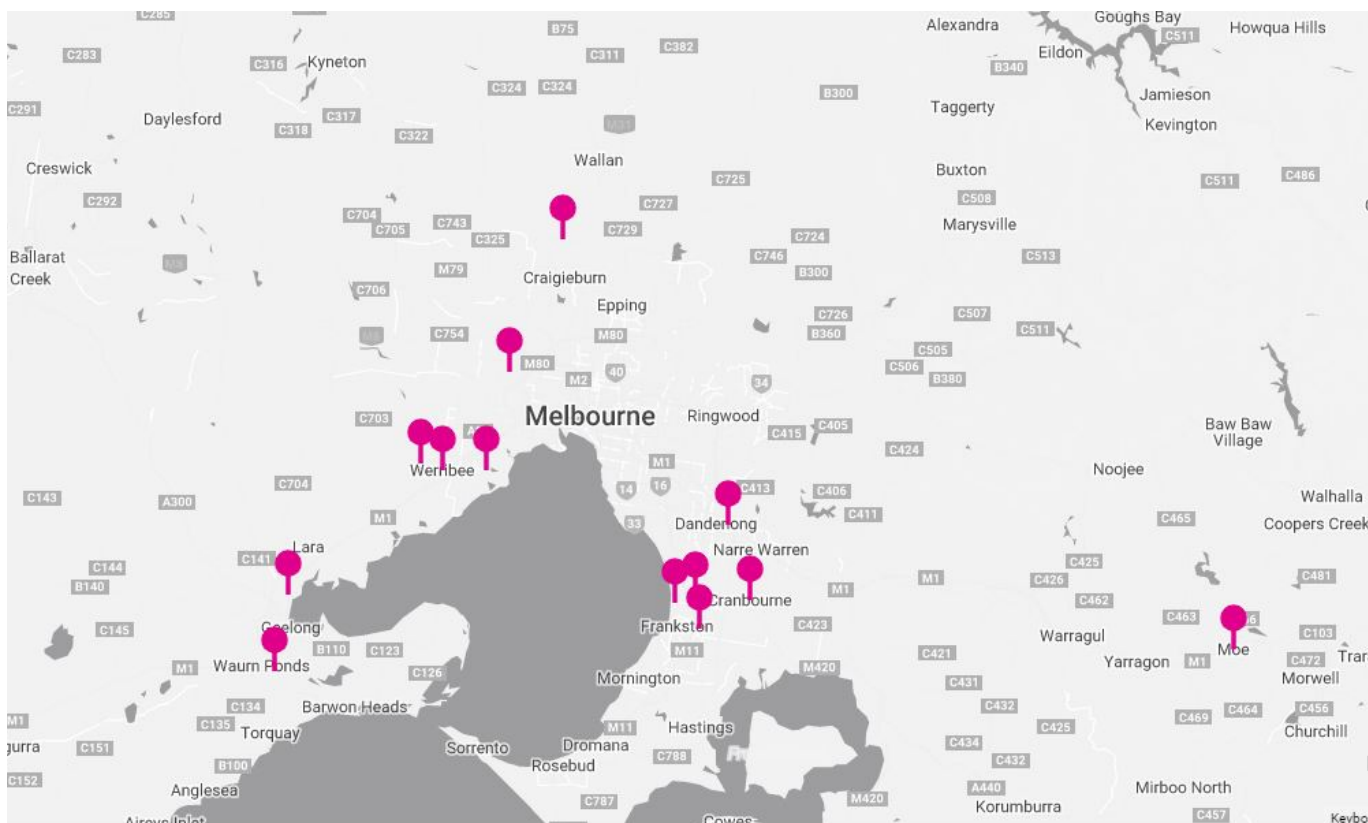 C285
Goughs Bay
Alexandra
Howqua Hills
B75
C511
C382
Eildon
C283
C311
Kyneton
C316
B340
C324
C324
B300
Jamieson
C291
Taggerty
Daylesford
C317
Kevington
M31
C318
C322
Wallan
Creswick
Buxton
C725
C511
C486
C292
C508
C727
C704
C743
Marysville
C705
C729
C325
C724
Ballarat
C746
C513
M8
M79
B300
Creek
Craigieburn
C706
Epping
C726
C507
C511
M8
C754
M80
B360
C505
M80
C506
M2
40
B380
34
Melbourne
Ringwood
C703
C405
Baw Baw
C415
Village
C424
Werribee
M1
Noojee
C704
C143
14
16
C413
C406
Walhalla
A300
M1
C411
C465
33
Dandenong
Coopers Creek
Lara
Narre Warren
C141
C144
C425
B140
M1
C426
C481
M1
Cranbourne
C462
C463
Geelong
Frankston
C423
C145
Warragul
C103
B110
C123
M11
C421
Moe
Waurn Ponds
Yarragon
M1
C472
M1
C126
M420
Mornington
Morwell
C431
C134
Barwon Heads
C432
C469
C464
C456
M1
C135
Hastings
C425
Torquay
M11
Churchill
C151
Sorrento
Dromana
C434
C788
B100
Rosebud
C432
C152
Anglesea
A440
Mirboo North
C787
M420
Korumburra
C457
Cowes